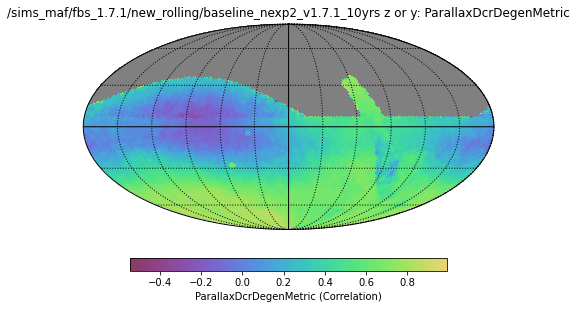 /sims_maf/fbs_1.7.1/new_rolling/baseline_nexp2_v1.7.1_10yrs z or y: ParallaxDcrDegenMetric
−0.4 −0.2 0.0 0.2 0.4 0.6 0.8
ParallaxDcrDegenMetric (Correlation)